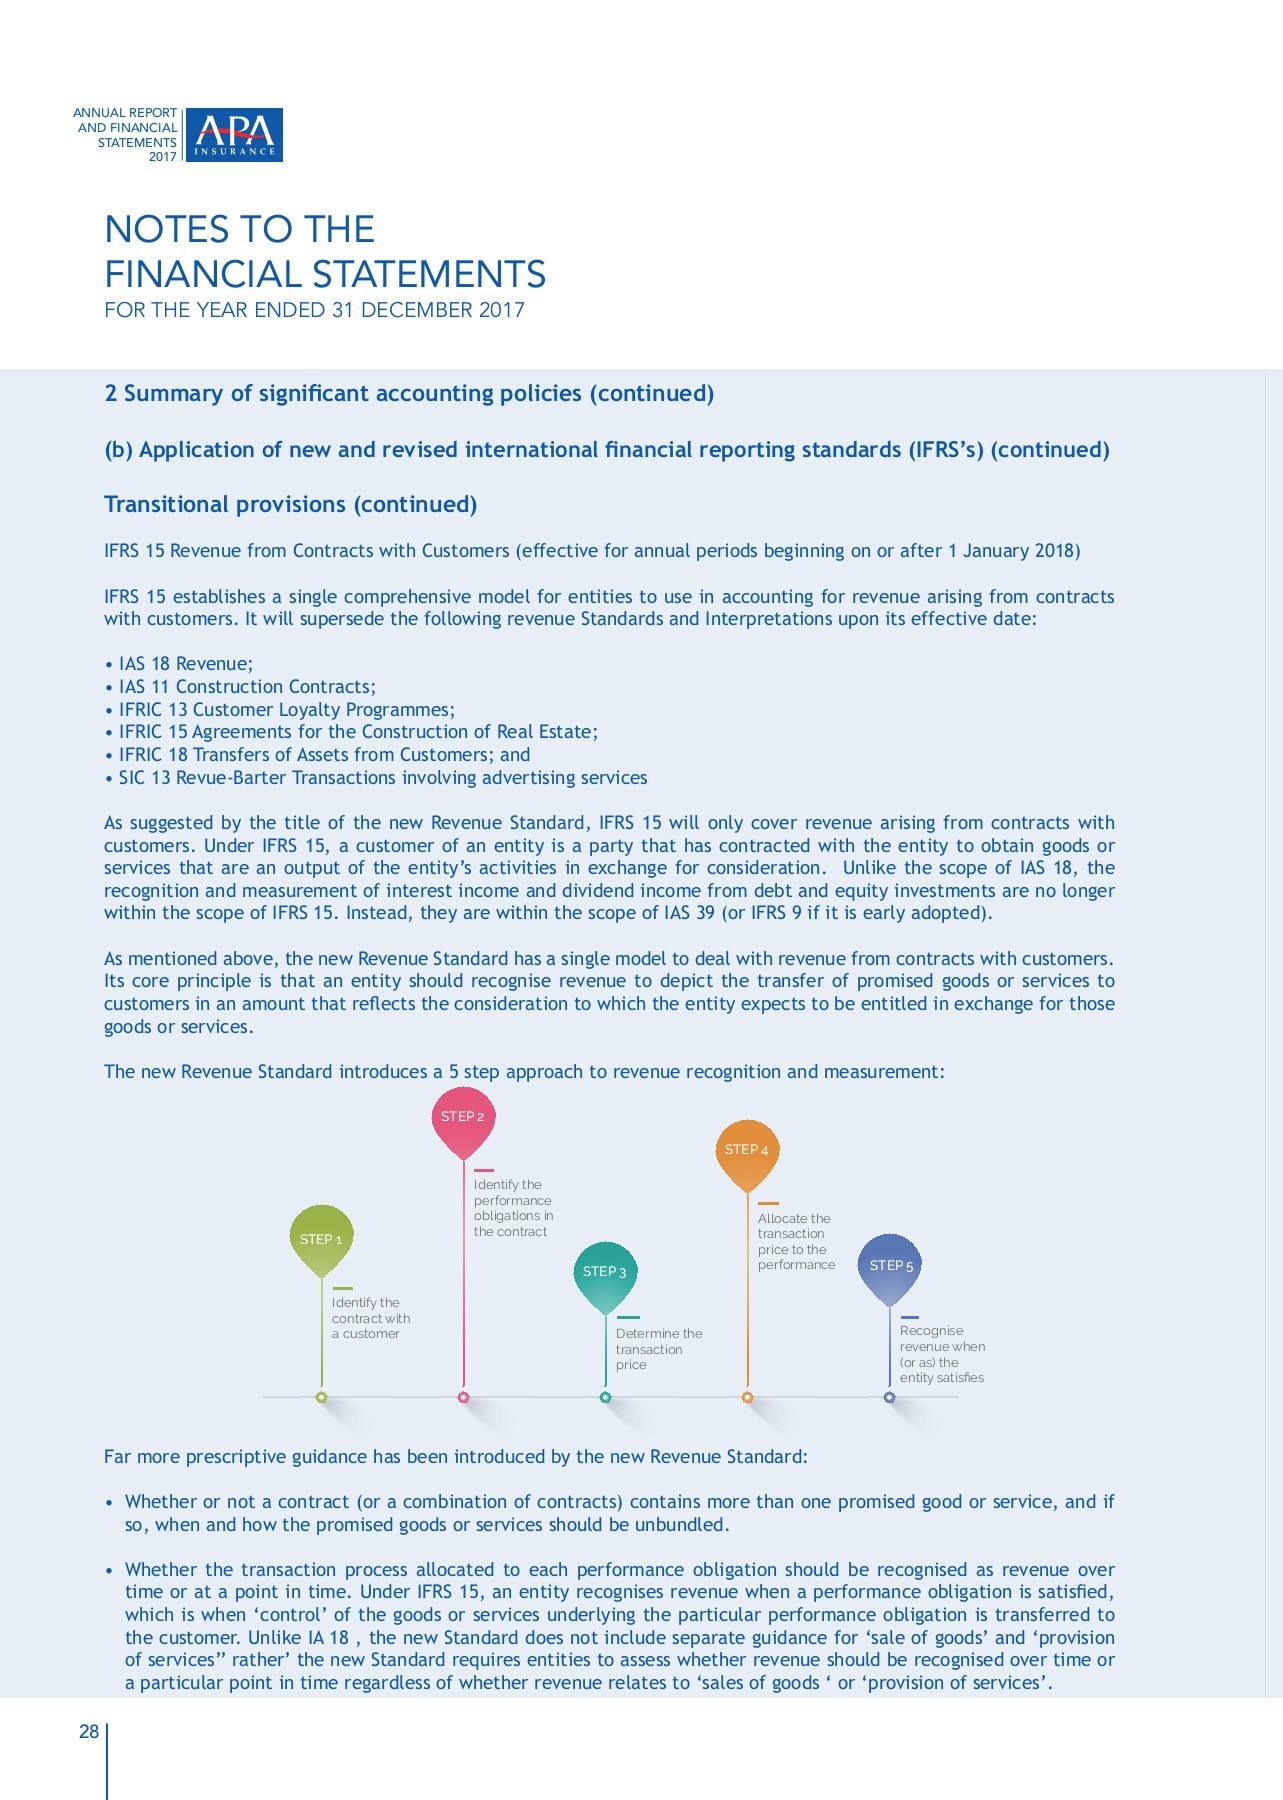 ANNUAL REPORT
AND FINANCIAL
STATEMENTS
2017
APA
INSURANCE
NOTES TO THE
FINANCIAL STATEMENTS
FOR THE YEAR ENDED 31 DECEMBER 2017
2 Summary of significant accounting policies (continued)
(b) Application of new and revised international financial reporting standards (IFRS’s) (continued)
Transitional provisions (continued)
IFRS 15 Revenue from Contracts with Customers (effective for annual periods beginning on or after 1 January 2018)
IFRS 15 establishes a single comprehensive model for entities to use in accounting for revenue arising from contracts
with customers. It will supersede the following revenue Standards and Interpretations upon its effective date:
• IAS 18 Revenue;
• IAS 11 Construction Contracts;
• IFRIC 13 Customer Loyalty Programmes;
• IFRIC 15 Agreements for the Construction of Real Estate;
• IFRIC 18 Transfers of Assets from Customers; and
• SIC 13 Revue-Barter Transactions involving advertising services
As suggested by the title of the new Revenue Standard, IFRS 15 will only cover revenue arising from contracts with
customers. Under IFRS 15, a customer of an entity is a party that has contracted with the entity to obtain goods or
services that are an output of the entity’s activities in exchange for consideration.  Unlike the scope of IAS 18, the
recognition and measurement of interest income and dividend income from debt and equity investments are no longer
within the scope of IFRS 15. Instead, they are within the scope of IAS 39 (or IFRS 9 if it is early adopted).
As mentioned above, the new Revenue Standard has a single model to deal with revenue from contracts with customers.
Its core principle is that an entity should recognise revenue to depict the transfer of promised goods or services to
customers in an amount that reflects the consideration to which the entity expects to be entitled in exchange for those
goods or services.
The new Revenue Standard introduces a 5 step approach to revenue recognition and measurement:
STEP 1
Identify the
contract with
a customer
STEP 2
Identify the
performance
obligations in
the contract
STEP 3
Determine the
transaction
price
STEP 4
Allocate the
transaction
price to the
performance
STEP 5
Recognise
revenue when
(or as) the
entity satisfies
Far more prescriptive guidance has been introduced by the new Revenue Standard:
• Whether or not a contract (or a combination of contracts) contains more than one promised good or service, and if
so, when and how the promised goods or services should be unbundled.
• Whether the transaction process allocated to each performance obligation should be recognised as revenue over
time or at a point in time. Under IFRS 15, an entity recognises revenue when a performance obligation is satisfied,
which is when ‘control’ of the goods or services underlying the particular performance obligation is transferred to
the customer. Unlike IA 18 , the new Standard does not include separate guidance for ‘sale of goods’ and ‘provision
of services’’ rather’ the new Standard requires entities to assess whether revenue should be recognised over time or
a particular point in time regardless of whether revenue relates to ‘sales of goods ‘ or ‘provision of services’.
28